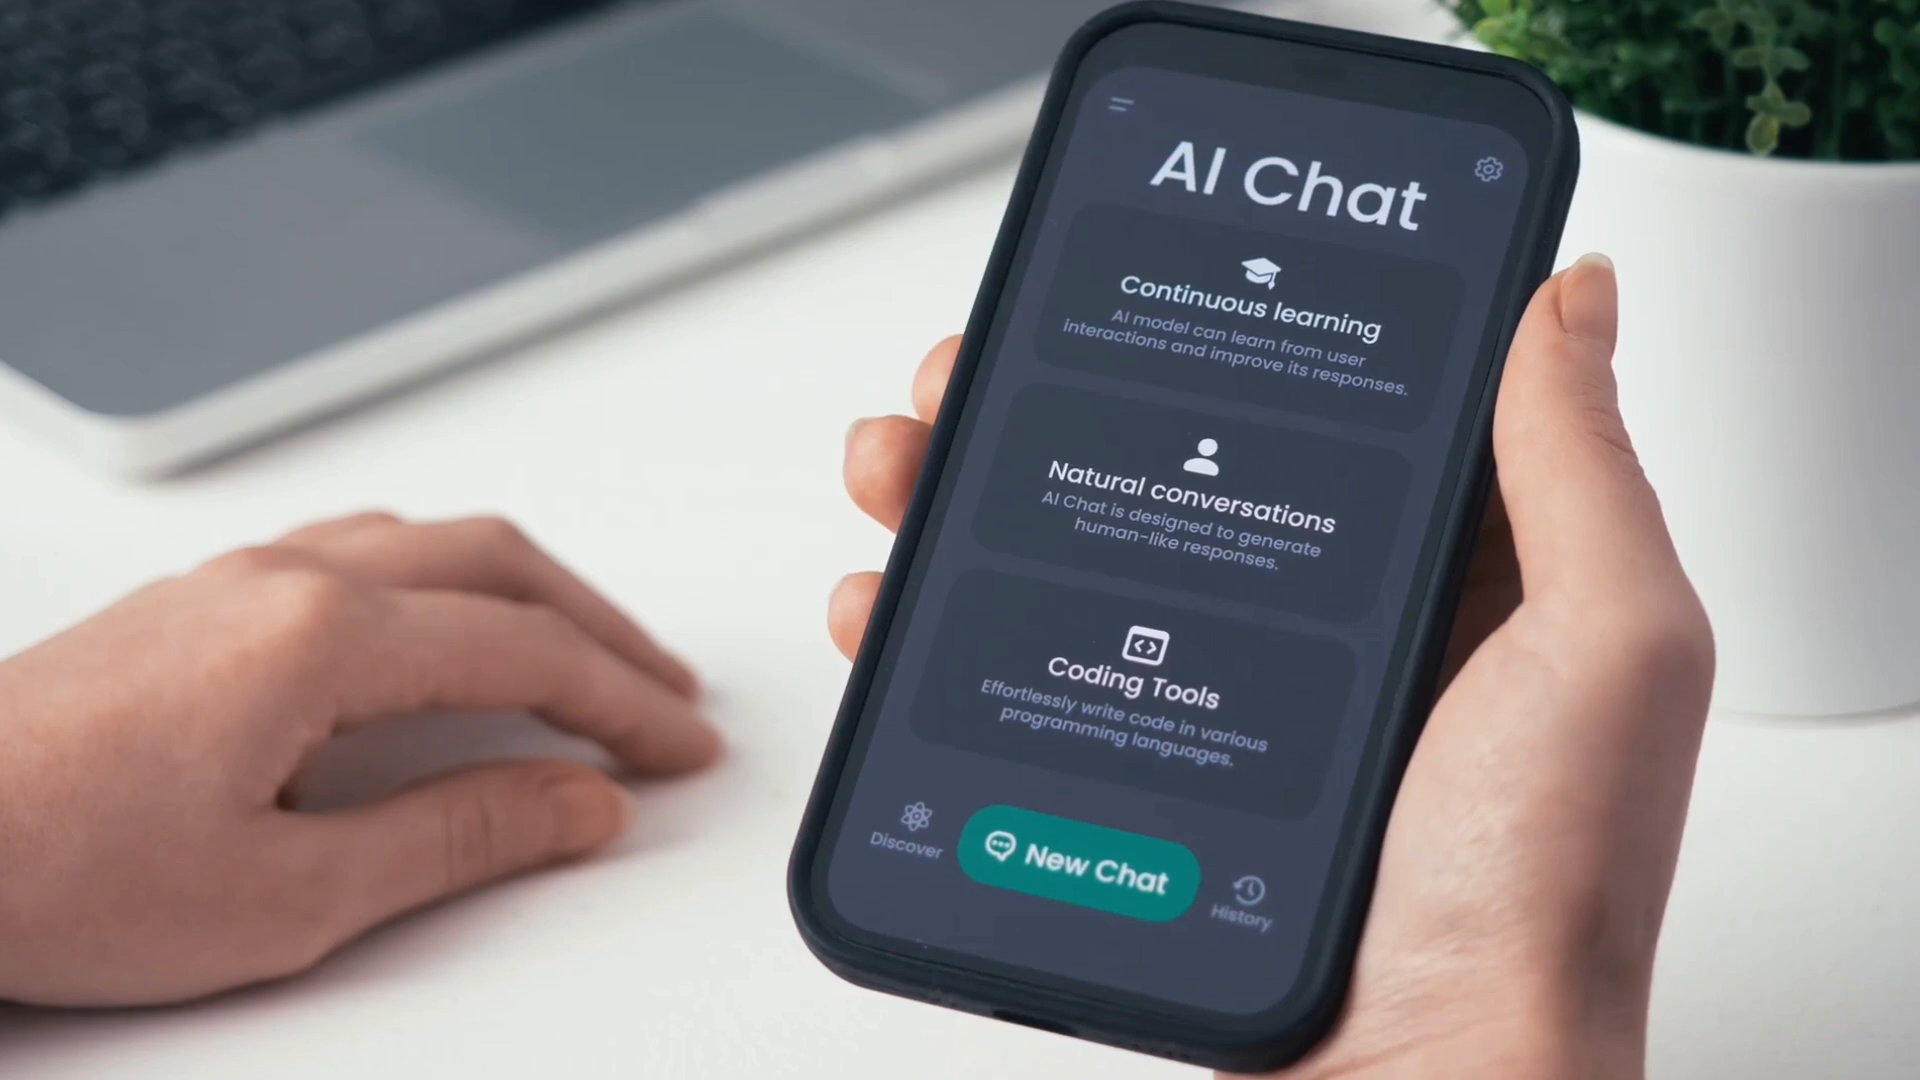 AI Chat
Continuous learning
AI model can learn from user
interactions and improve its responses.
Natural conversations
AI Chat is designed to generate
human-like responses.
Coding Tools
Effortlessly write code in various
programming languages.
Discover
New Chat
History